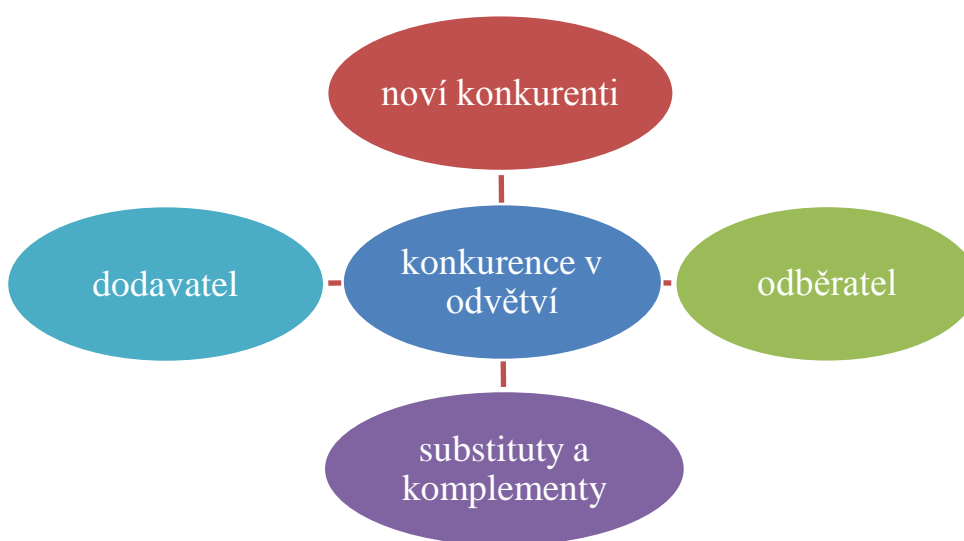 noví konkurenti
dodavatel
konkurence v
odvětví
odběratel
substituty a
komplementy